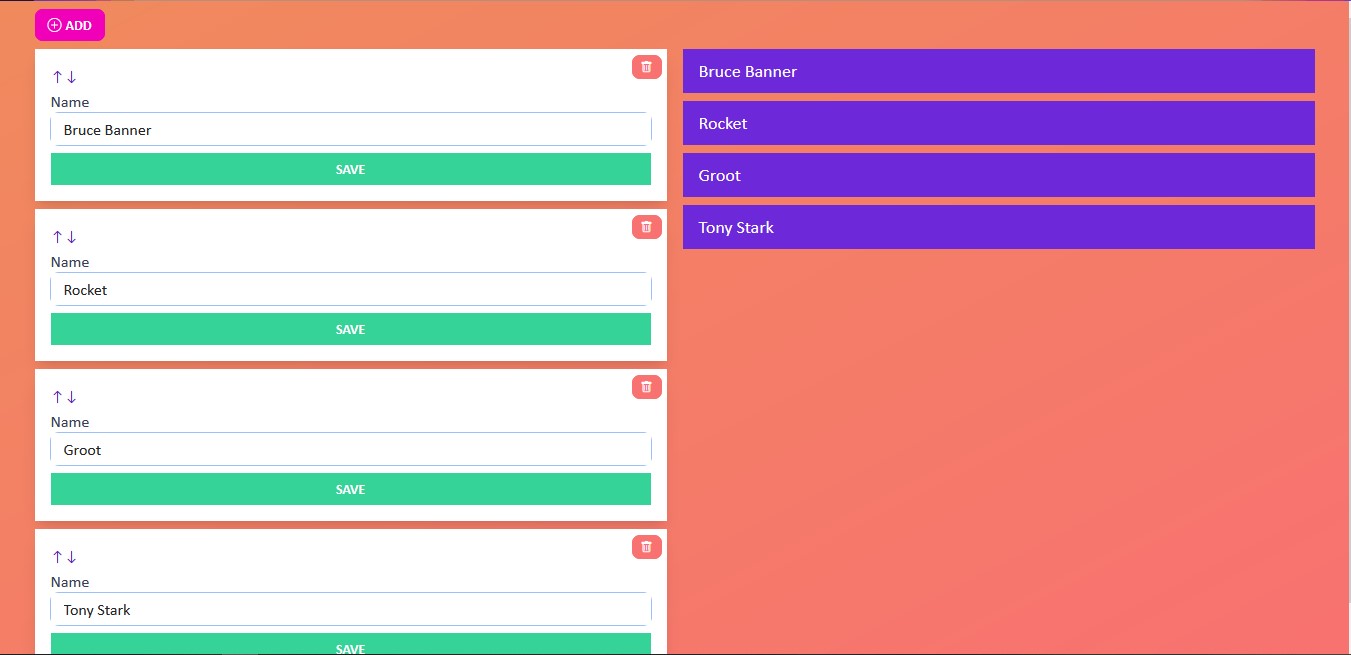 ADD
Name
Bruce Banner
SAVE
Name
Rocket
SAVE
Name
Groot
SAVE
Name
Tony Stark
SAVE
Bruce Banner
Rocket
Groot
Tony Stark